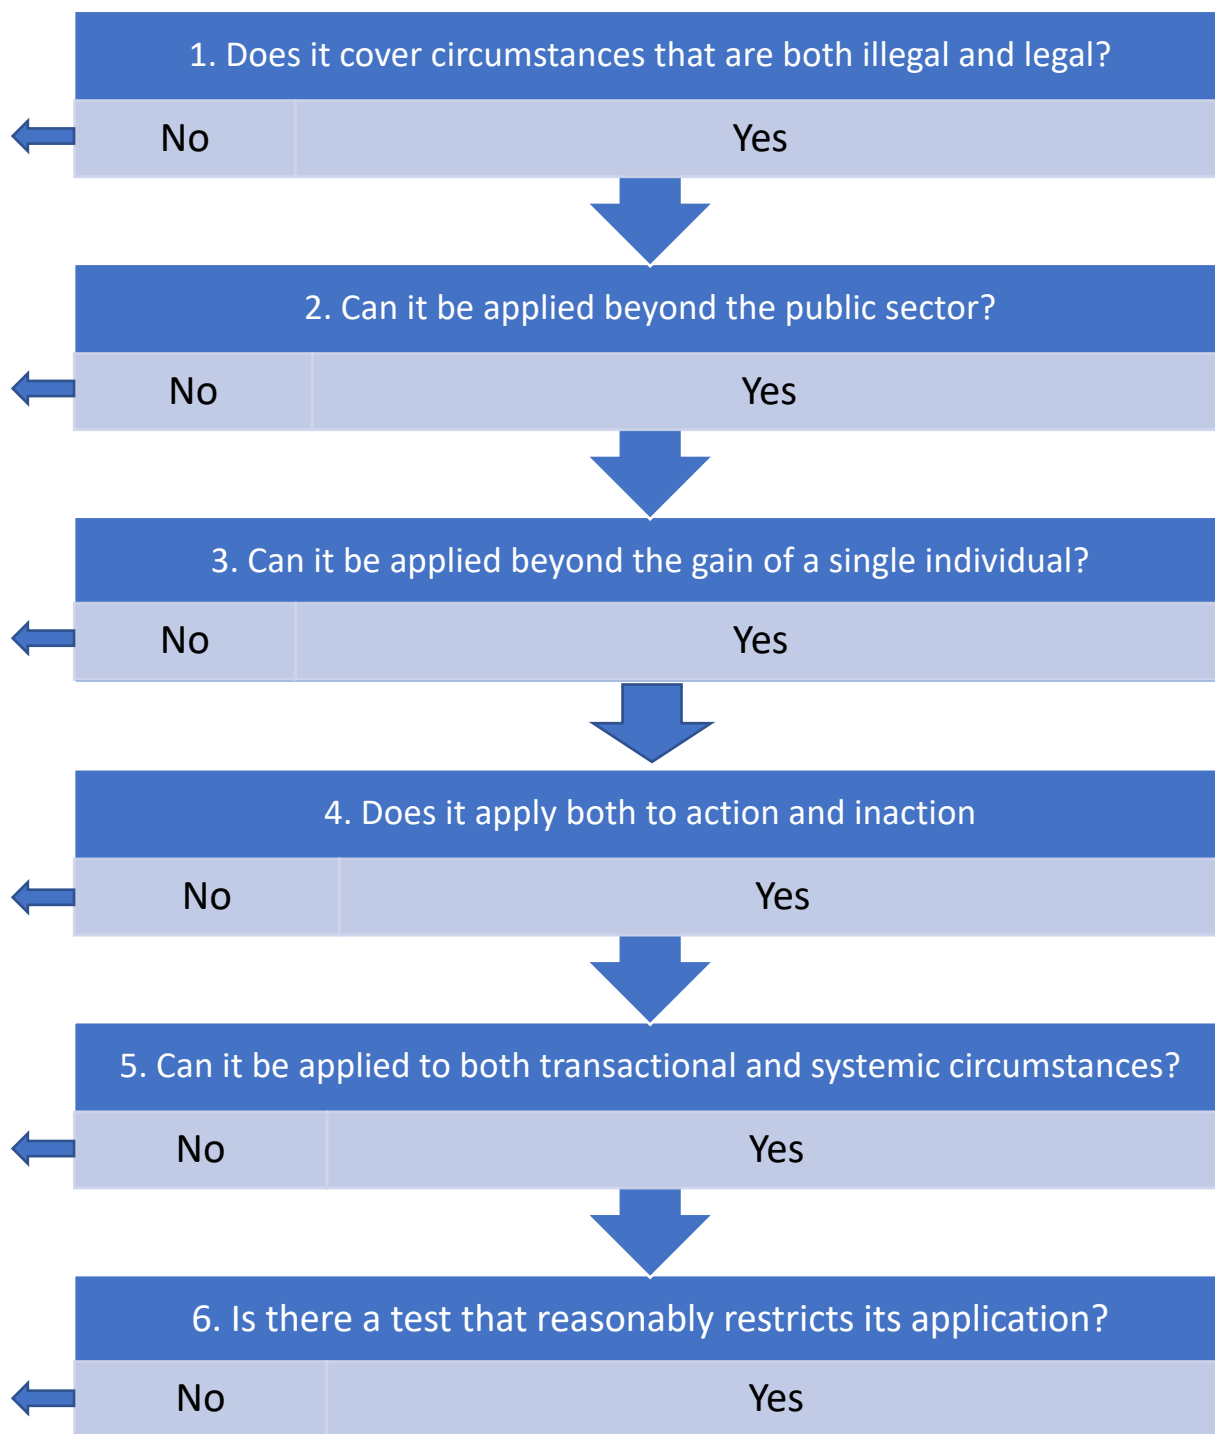 1. Does it cover circumstances that are both illegal and legal?
No Yes
2. Can it be applied beyond the public sector?
No Yes
3. Can it be applied beyond the gain of a single individual?
No Yes
4. Does it apply both to action and inaction
No Yes
5. Can it be applied to both transactional and systemic circumstances?
No Yes
6. Is there a test that reasonably restricts its application?
No Yes